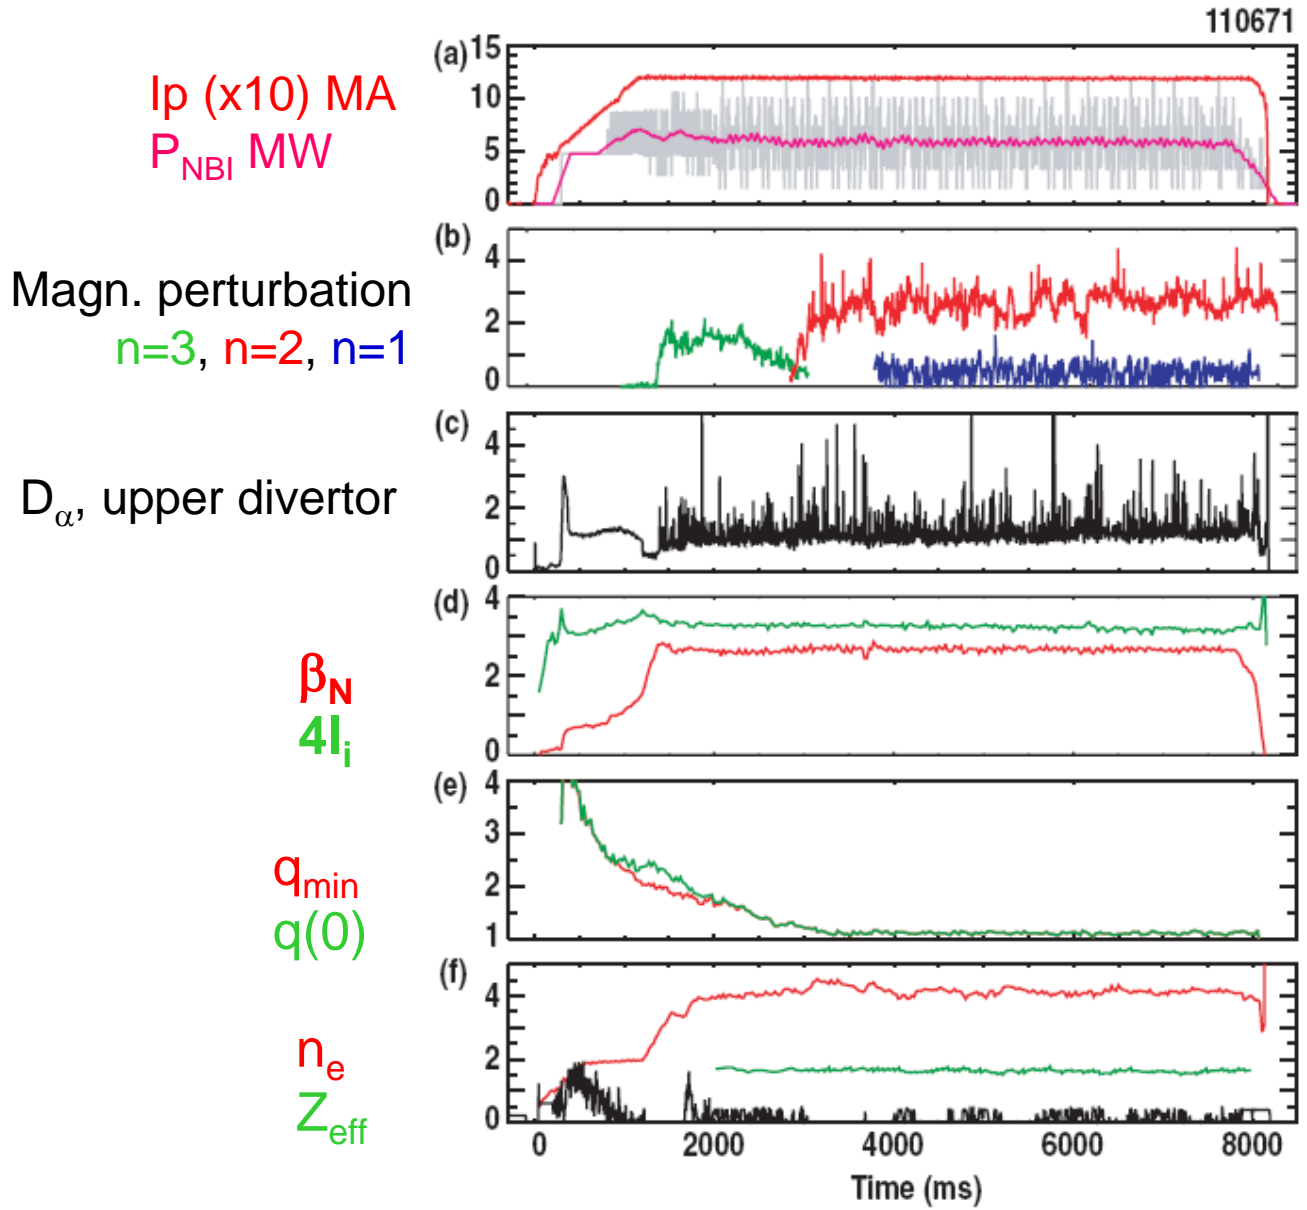 110671
(a)
15
10
5
0
Ip (x10) MA
P_NBI MW
(b)
4
2
0
Magn. perturbation
n=3, n=2, n=1
(c)
4
2
0
Dα, upper divertor
(d)
4
2
0
βN
4li
(e)
4
3
2
1
qmin
q(0)
(f)
4
2
0
ne
Zeff
0 2000 4000 6000 8000
Time (ms)